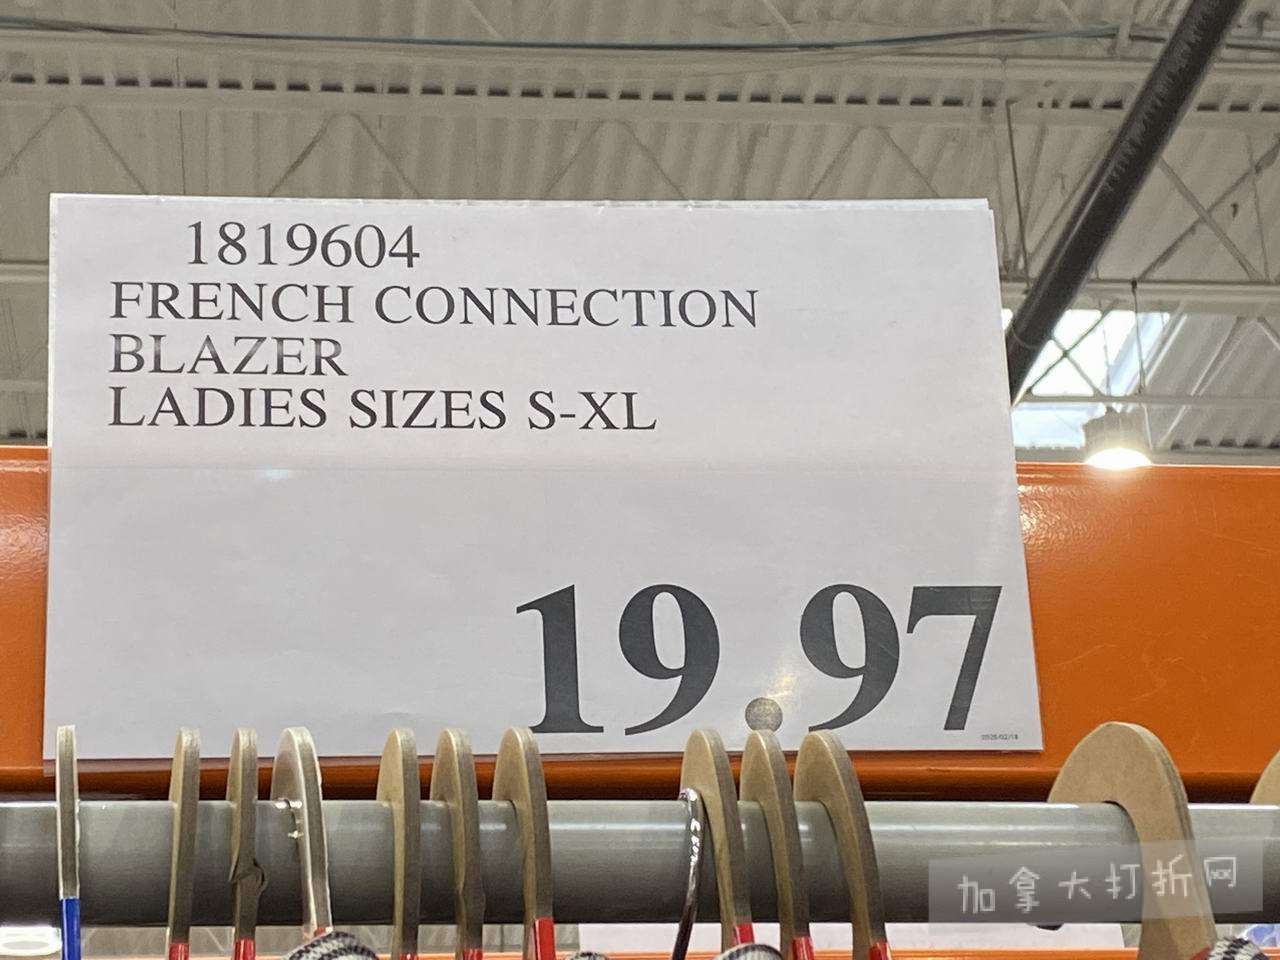 1819604
FRENCH CONNECTION
BLAZER
LADIES SIZES S-XL
19.97
加拿大打折网